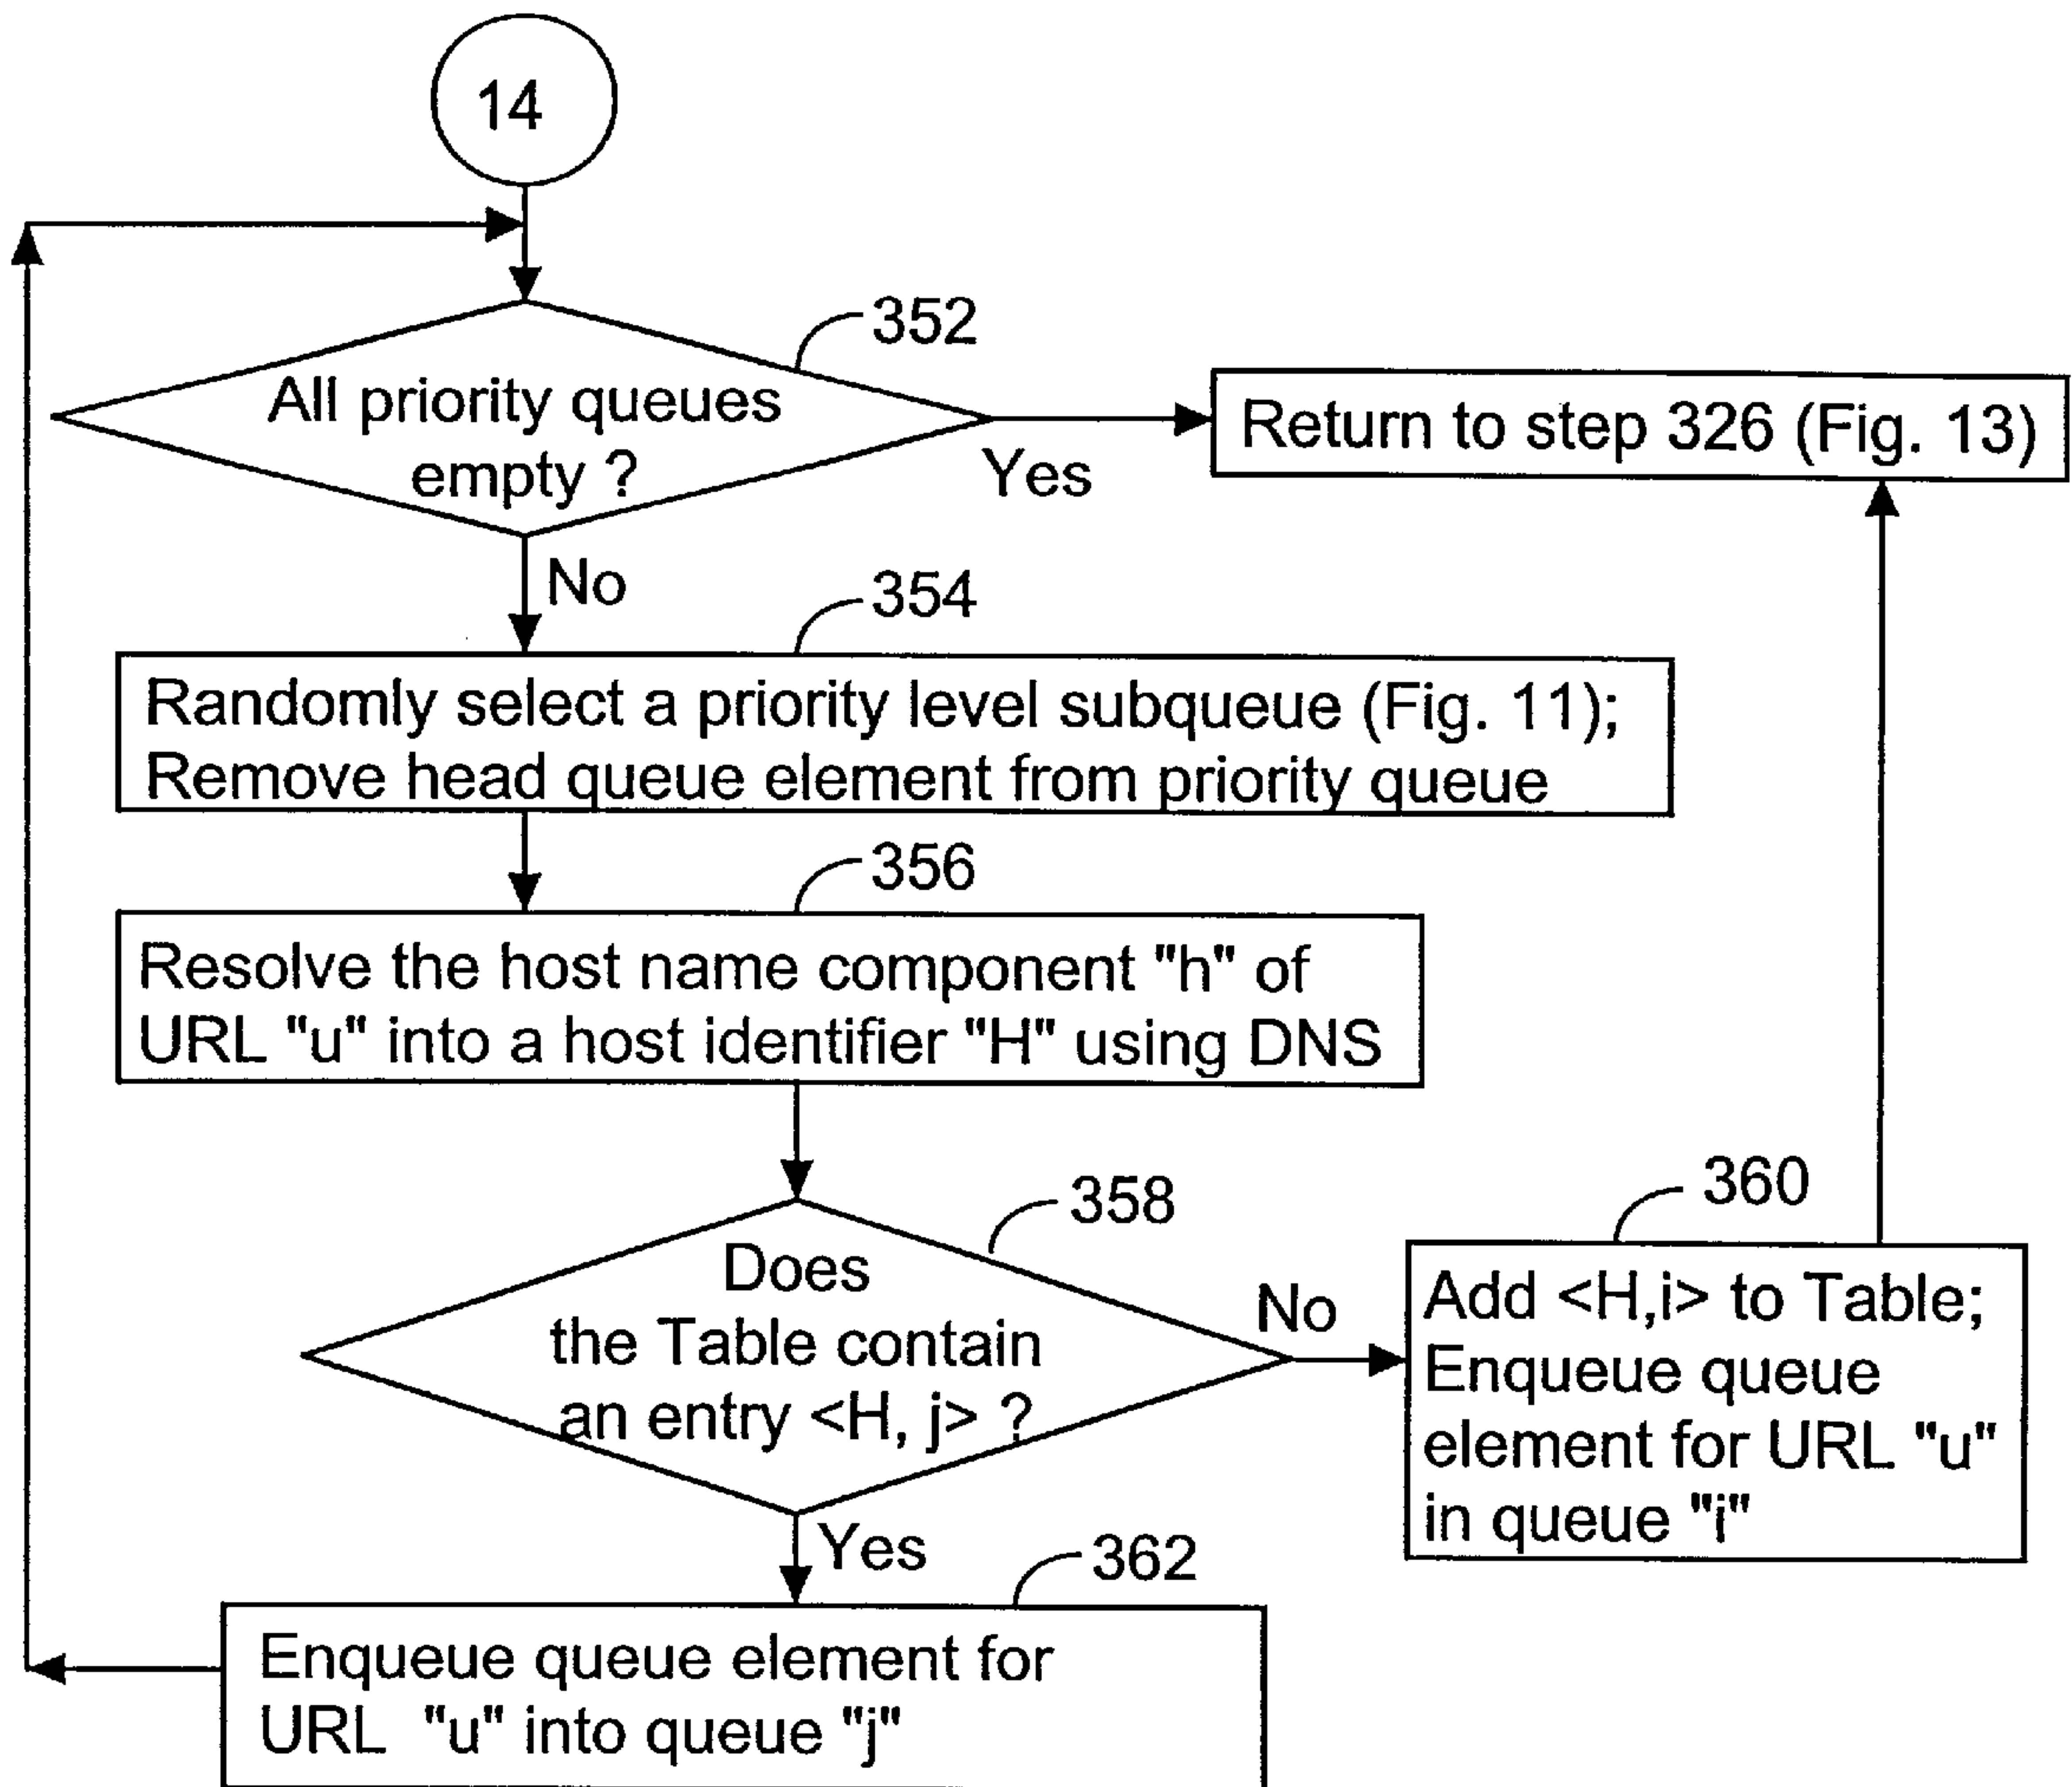 14
352
All priority queues
empty ?
Yes
Return to step 326 (Fig. 13)
No
354
Randomly select a priority level subqueue (Fig. 11);
Remove head queue element from priority queue
356
Resolve the host name component "h" of
URL "u" into a host identifier "H" using DNS
358
Does
the Table contain
an entry <H, j> ?
No
360
Add <H,i> to Table;
Enqueue queue
element for URL "u"
in queue "i"
Yes
362
Enqueue queue element for
URL "u" into queue "j"